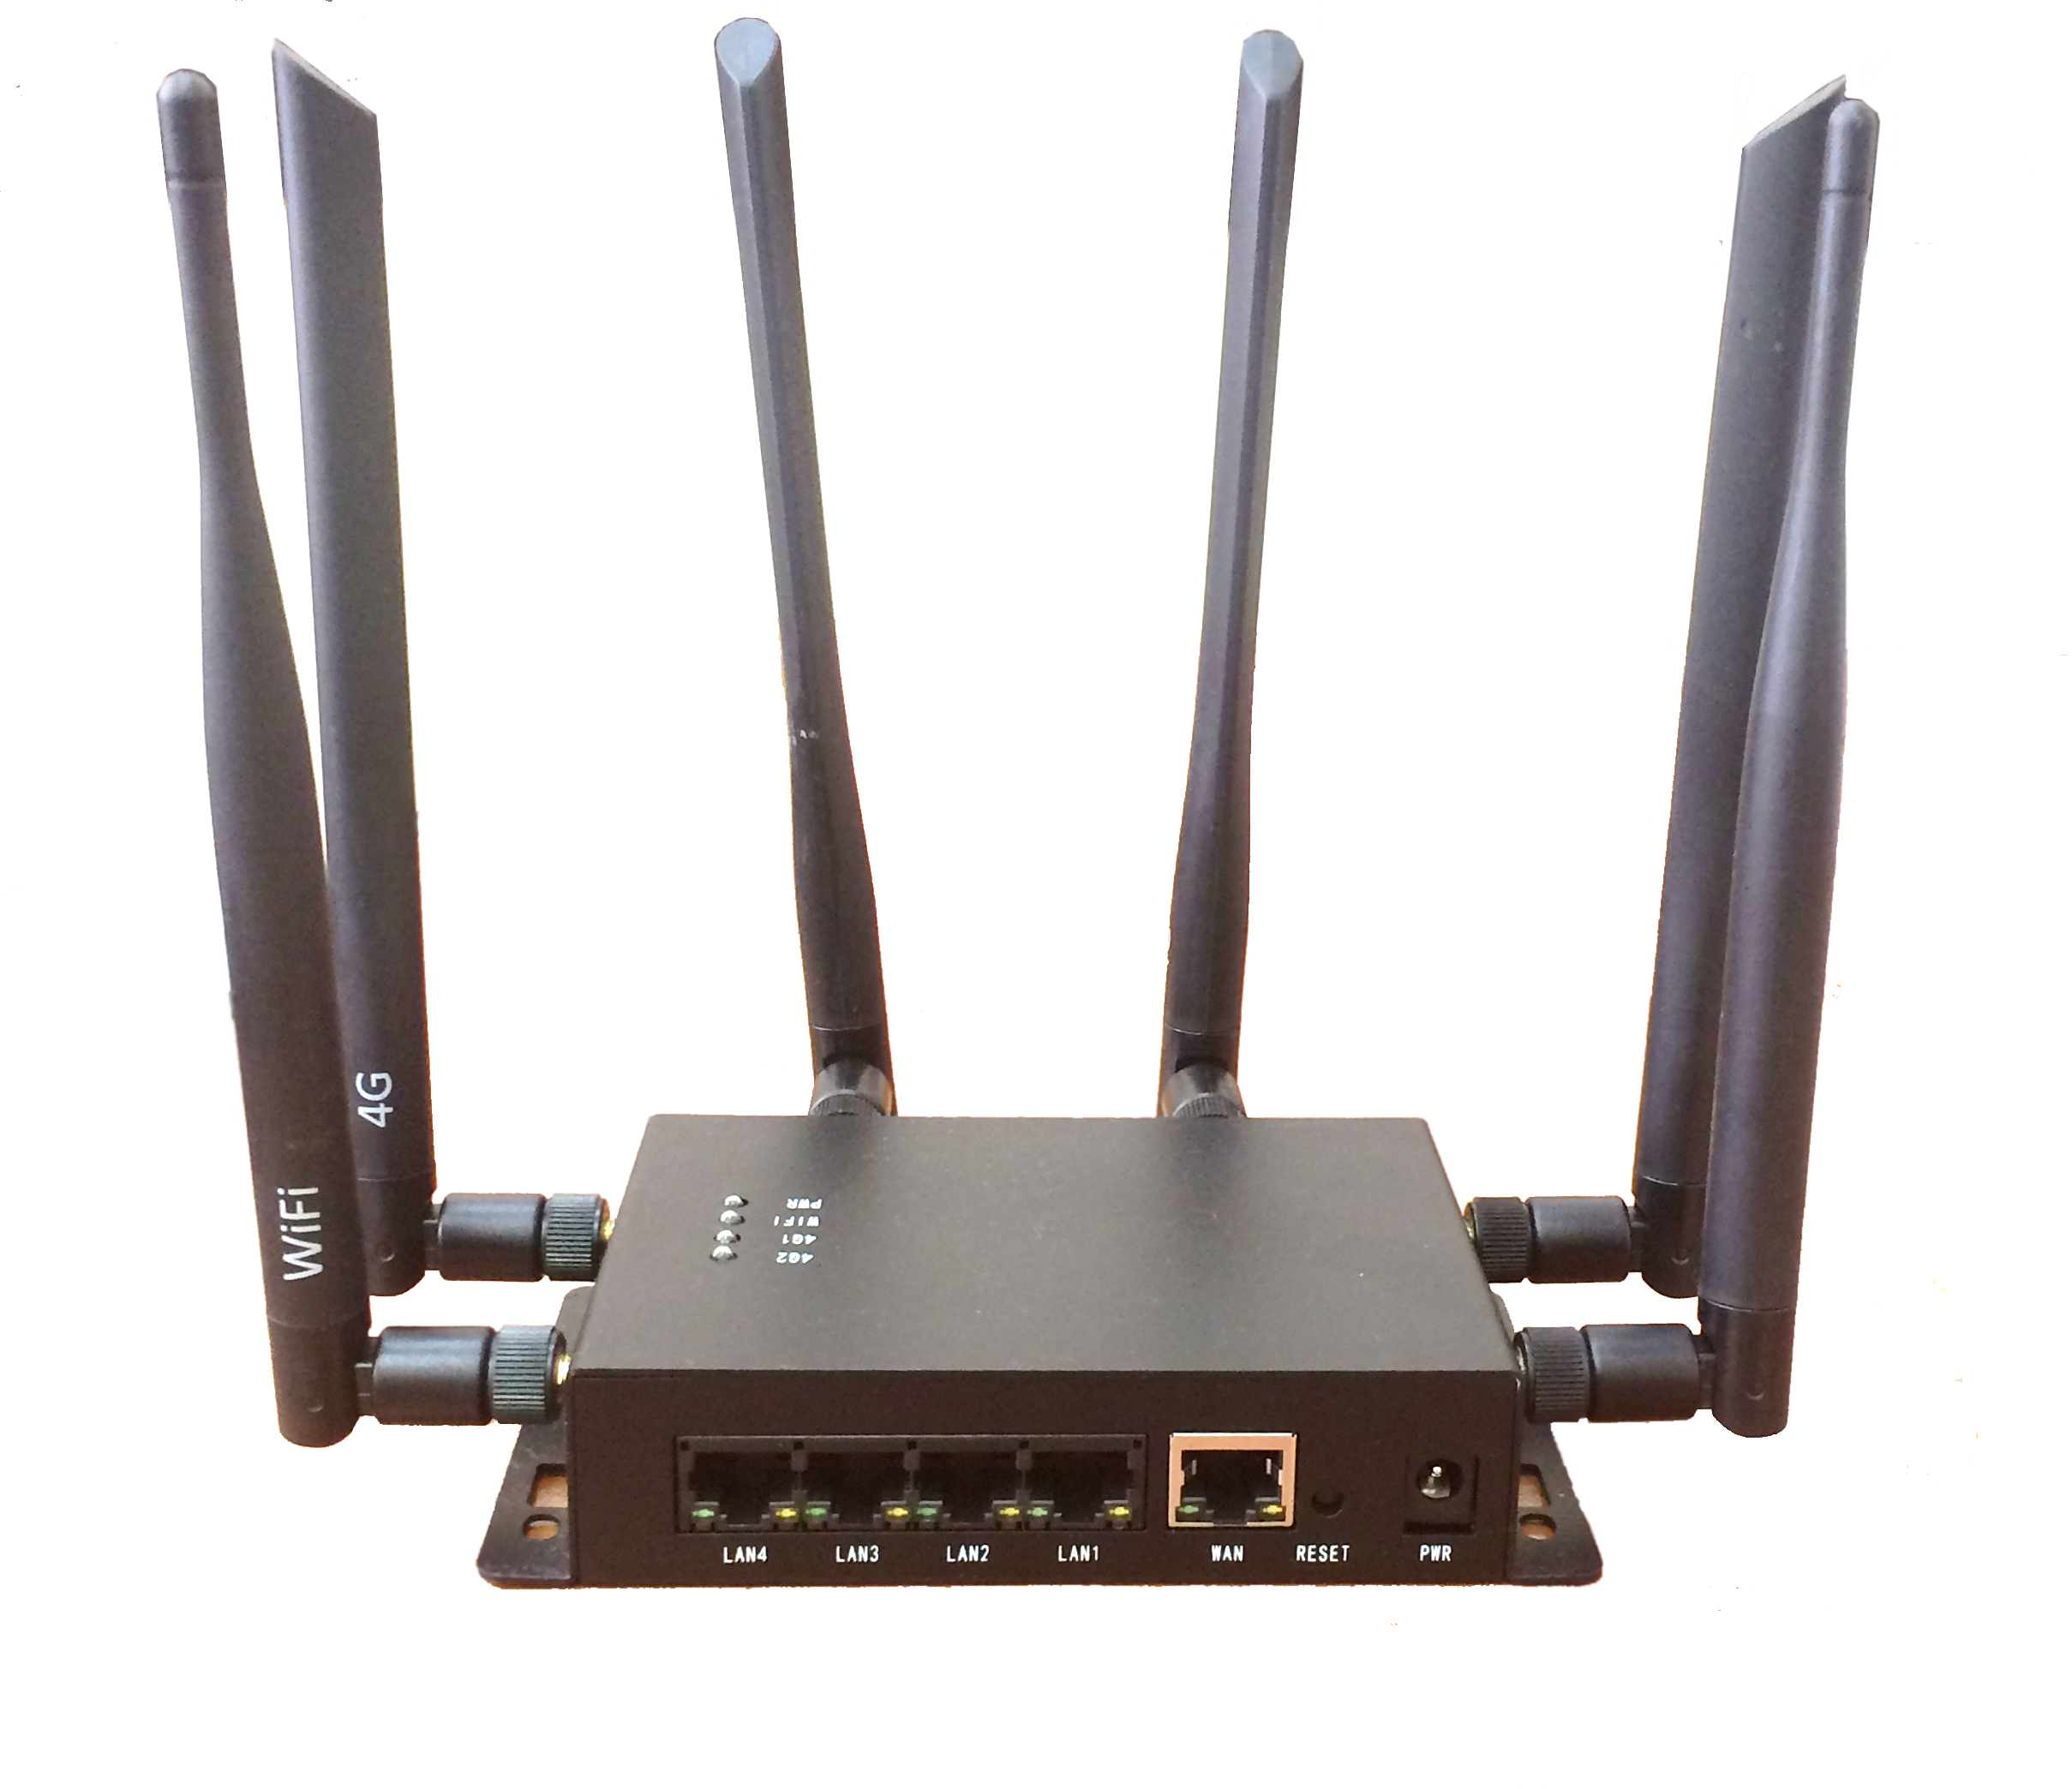 4G
WiFi
PWR
WIFI
4G1
4G2
LAN4 LAN3 LAN2 LAN1 WAN RESET PWR